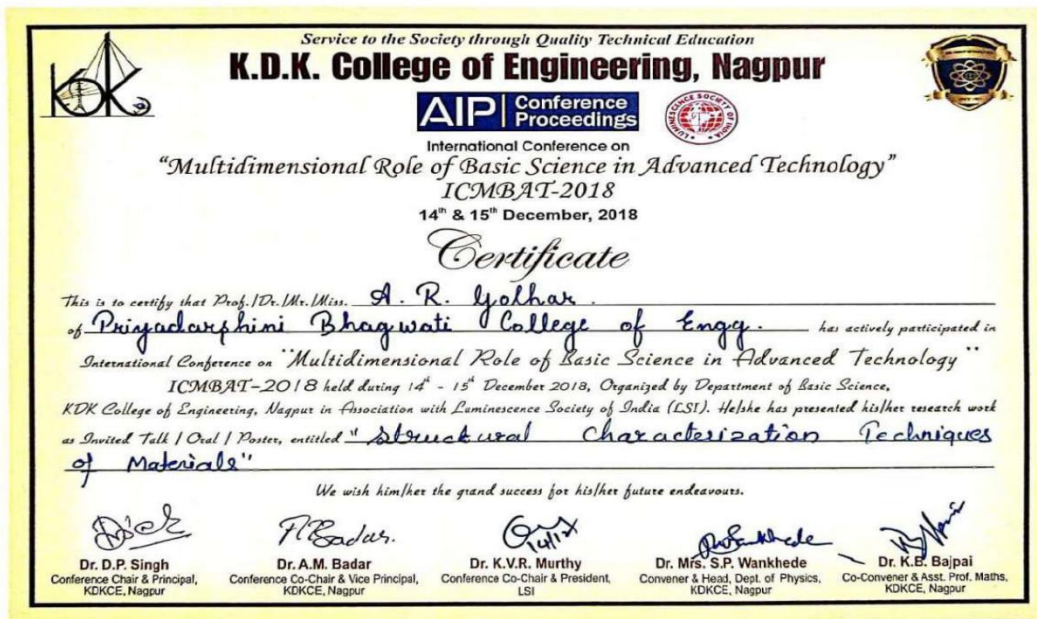 Service to the Society through Quality Technical Education
KDK
K.D.K. College of Engineering, Nagpur
AIP | Conference Proceedings
LUMINESCENCE SOCIETY OF INDIA
International Conference on
"Multidimensional Role of Basic Science in Advanced Technology"
ICMBAT-2018
14th & 15th December, 2018
Certificate
This is to certify that Prof./Dr./Mr./Miss. A. R. Golhar.
of Priyadarphini Bhagwati College of Engg. has actively participated in
International Conference on "Multidimensional Role of Basic Science in Advanced Technology"
ICMBAT-2018 held during 14th - 15th December 2018, Organized by Department of Basic Science,
KDK College of Engineering, Nagpur in Association with Luminescence Society of India (LSI). He/she has presented his/her research work
as Invited Talk / Oral / Poster, entitled "Structural Characterization Techniques
of Materials"
We wish him/her the grand success for his/her future endeavours.
14/12
Dr. D.P. Singh
Conference Chair & Principal,
KDKCE, Nagpur
Dr. A.M. Badar
Conference Co-Chair & Vice Principal,
KDKCE, Nagpur
Dr. K.V.R. Murthy
Conference Co-Chair & President,
LSI
Dr. Mrs. S.P. Wankhede
Convener & Head, Dept. of Physics,
KDKCE, Nagpur
Dr. K.B. Bajpai
Co-Convener & Asst. Prof. Maths,
KDKCE, Nagpur